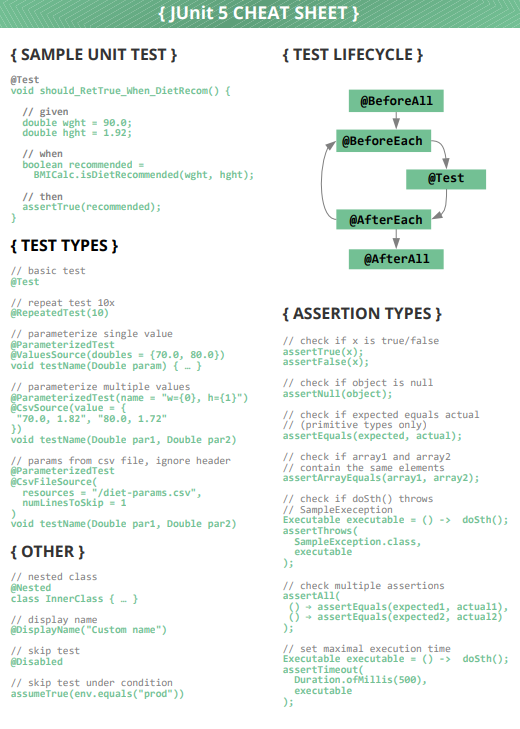 { JUnit 5 CHEAT SHEET }
{ SAMPLE UNIT TEST }
@Test
void should_RetTrue_When_DietRecom() {
// given
double wght = 90.0;
double hght = 1.92;
// when
boolean recommended =
BMICalc.isDietRecommended(wght, hght);
// then
assertTrue(recommended);
}
{ TEST TYPES }
// basic test
@Test
// repeat test 10x
@RepeatedTest(10)
// parameterize single value
@ParameterizedTest
@ValuesSource(doubles = {70.0, 80.0})
void testName(Double param) { … }
// parameterize multiple values
@ParameterizedTest(name = "w={0}, h={1}")
@CsvSource(value = {
"70.0, 1.82", "80.0, 1.72"
})
void testName(Double par1, Double par2)
// params from csv file, ignore header
@ParameterizedTest
@CsvFileSource(
resources = "/diet-params.csv",
numLinesToSkip = 1
)
void testName(Double par1, Double par2)
{ OTHER }
// nested class
@Nested
class InnerClass { … }
// display name
@DisplayName("Custom name")
// skip test
@Disabled
// skip test under condition
assumeTrue(env.equals("prod"))
{ TEST LIFECYCLE }
@BeforeAll
@BeforeEach
@Test
@AfterEach
@AfterAll
{ ASSERTION TYPES }
// check if x is true/false
assertTrue(x);
assertFalse(x);
// check if object is null
assertNull(object);
// check if expected equals actual
// (primitive types only)
assertEquals(expected, actual);
// check if array1 and array2
// contain the same elements
assertArrayEquals(array1, array2);
// check if doSth() throws
// SampleException
Executable executable = () -> doSth();
assertThrows(
SampleException.class,
executable
);
// check multiple assertions
assertAll(
() → assertEquals(expected1, actual1),
() → assertEquals(expected2, actual2)
);
// set maximal execution time
Executable executable = () -> doSth();
assertTimeout(
Duration.ofMillis(500),
executable
);